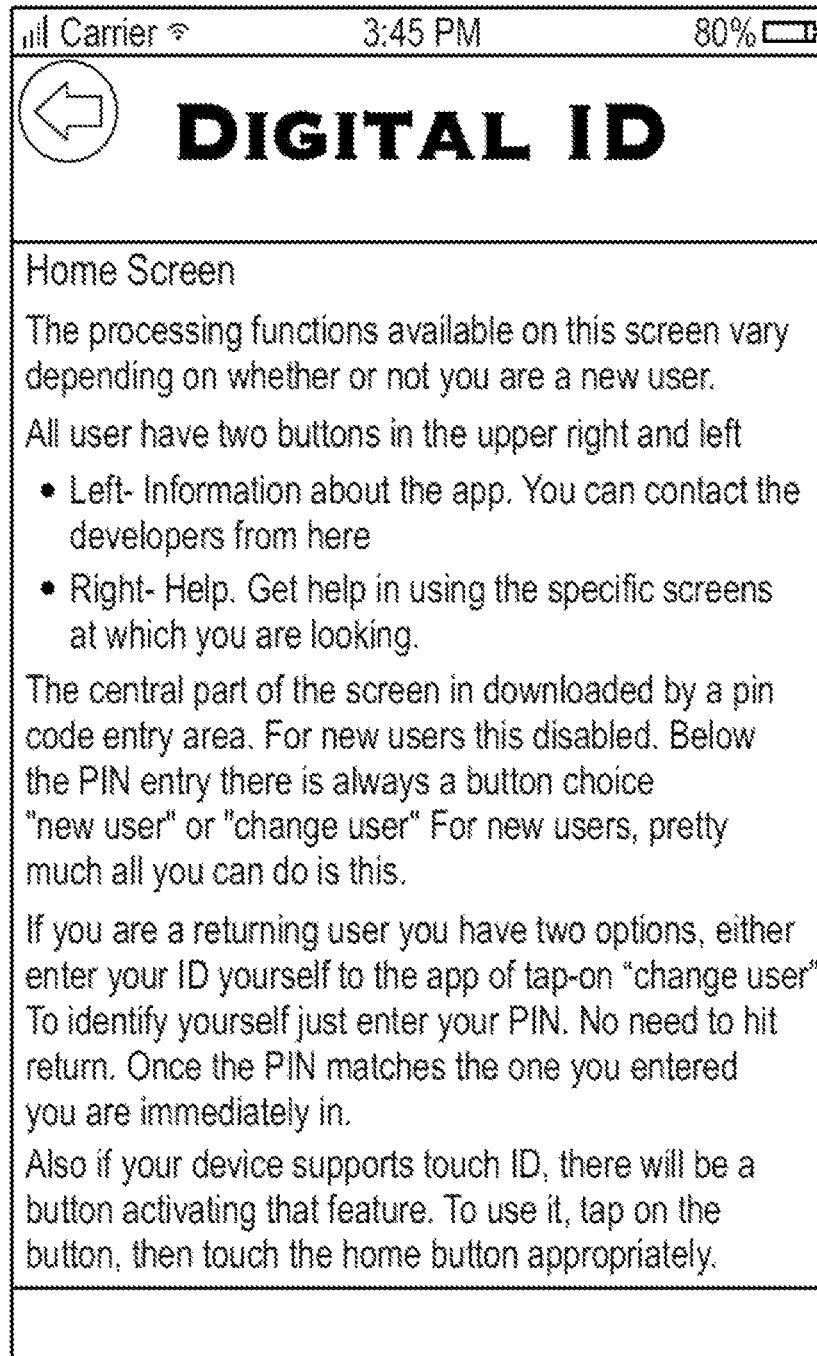 Carrier 3:45 PM 80%
DIGITAL ID
Home Screen
The processing functions available on this screen vary
depending on whether or not you are a new user.
All user have two buttons in the upper right and left
• Left- Information about the app. You can contact the
developers from here
• Right- Help. Get help in using the specific screens
at which you are looking.
The central part of the screen in downloaded by a pin
code entry area. For new users this disabled. Below
the PIN entry there is always a button choice
"new user" or "change user" For new users, pretty
much all you can do is this.
If you are a returning user you have two options, either
enter your ID yourself to the app of tap-on “change user”
To identify yourself just enter your PIN. No need to hit
return. Once the PIN matches the one you entered
you are immediately in.
Also if your device supports touch ID, there will be a
button activating that feature. To use it, tap on the
button, then touch the home button appropriately.